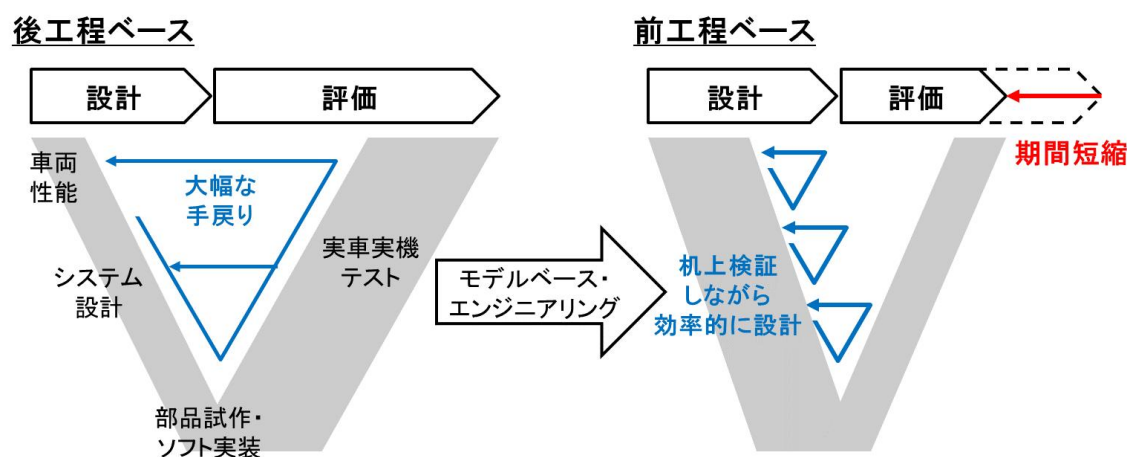 後工程ベース
設計
評価
車両
性能
大幅な
手戻り
システム
設計
実車実機
テスト
部品試作・
ソフト実装
モデルベース・
エンジニアリング
前工程ベース
設計
評価
期間短縮
机上検証
しながら
効率的に設計